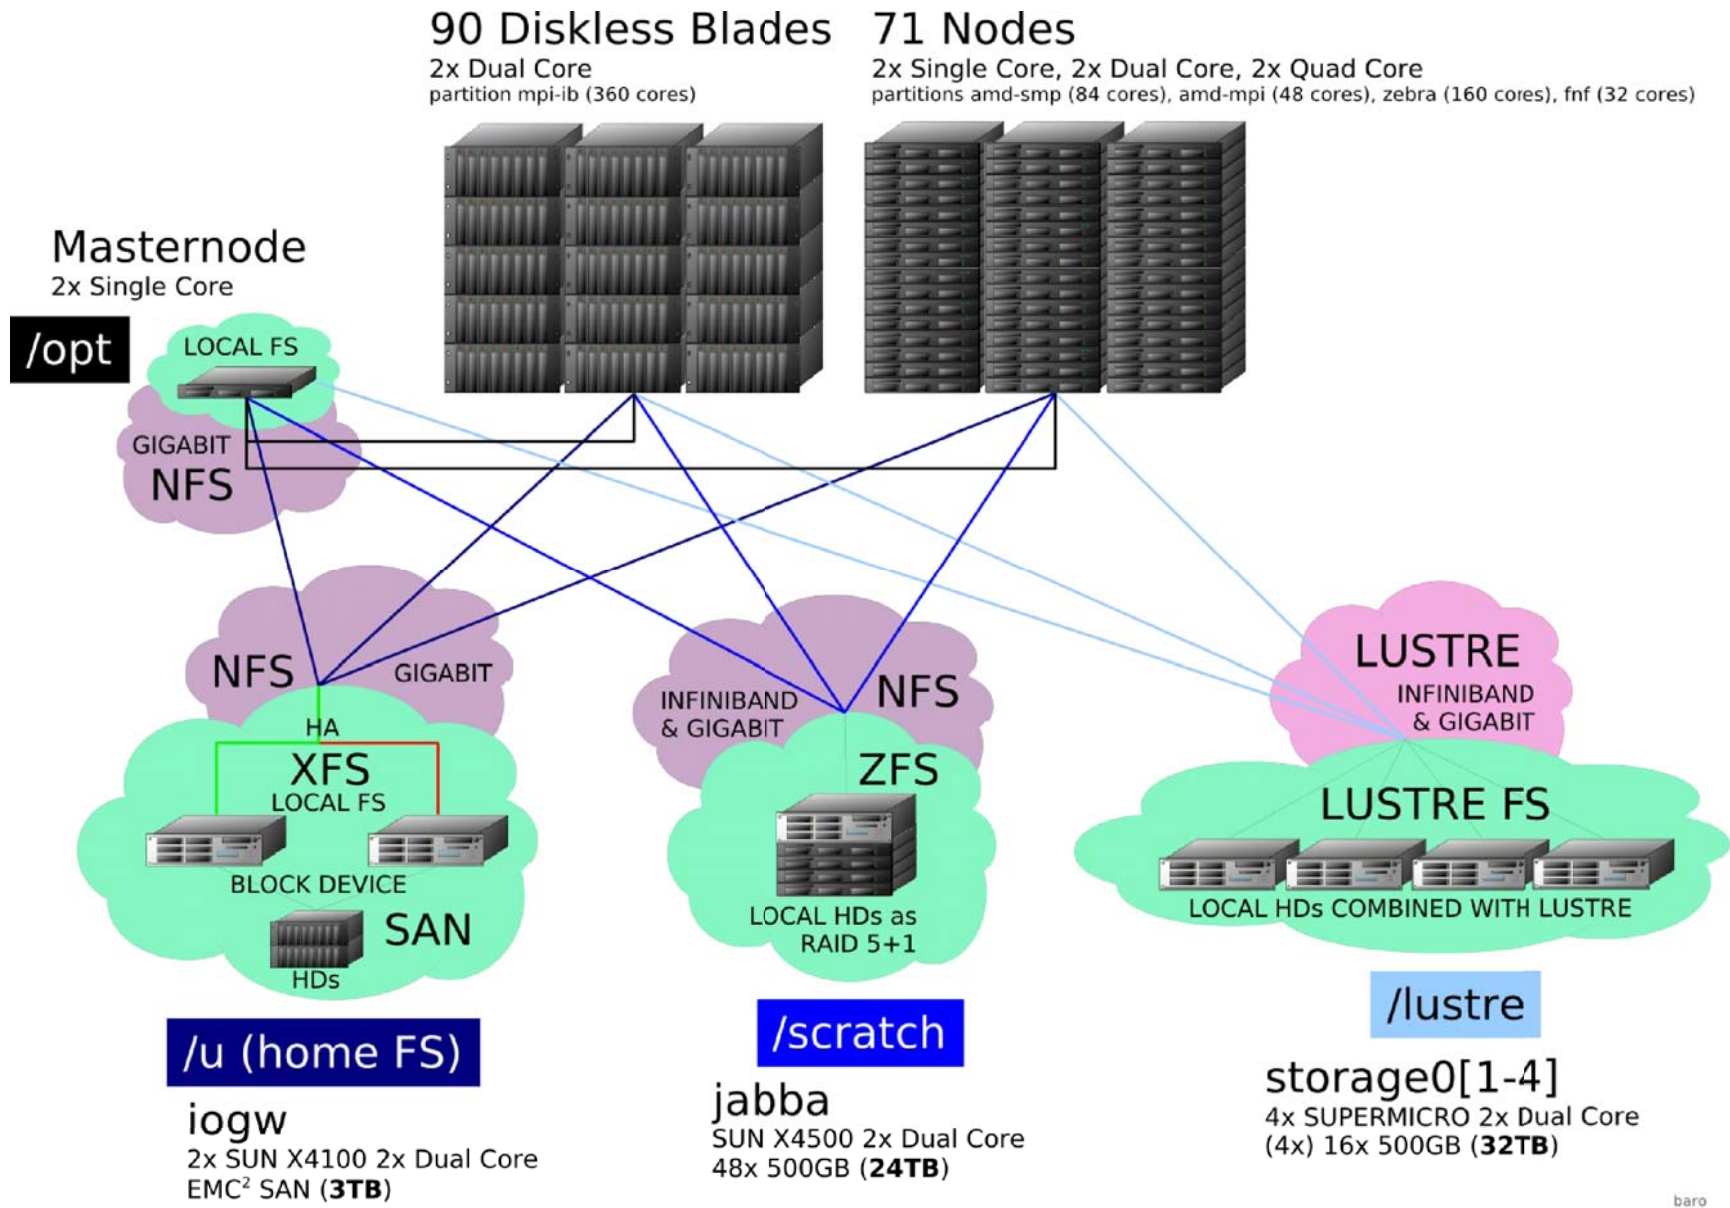 90 Diskless Blades
2x Dual Core
partition mpi-ib (360 cores)
71 Nodes
2x Single Core, 2x Dual Core, 2x Quad Core
partitions amd-smp (84 cores), amd-mpi (48 cores), zebra (160 cores), fnf (32 cores)
Masternode
2x Single Core
/opt
LOCAL FS
GIGABIT
NFS
NFS
GIGABIT
HA
XFS
LOCAL FS
BLOCK DEVICE
SAN
HDs
/u (home FS)
iogw
2x SUN X4100 2x Dual Core
EMC² SAN (3TB)
INFINIBAND
& GIGABIT
NFS
ZFS
LOCAL HDs as
RAID 5+1
/scratch
jabba
SUN X4500 2x Dual Core
48x 500GB (24TB)
LUSTRE
INFINIBAND
& GIGABIT
LUSTRE FS
LOCAL HDs COMBINED WITH LUSTRE
/lustre
storage0[1-4]
4x SUPERMICRO 2x Dual Core
(4x) 16x 500GB (32TB)
baro